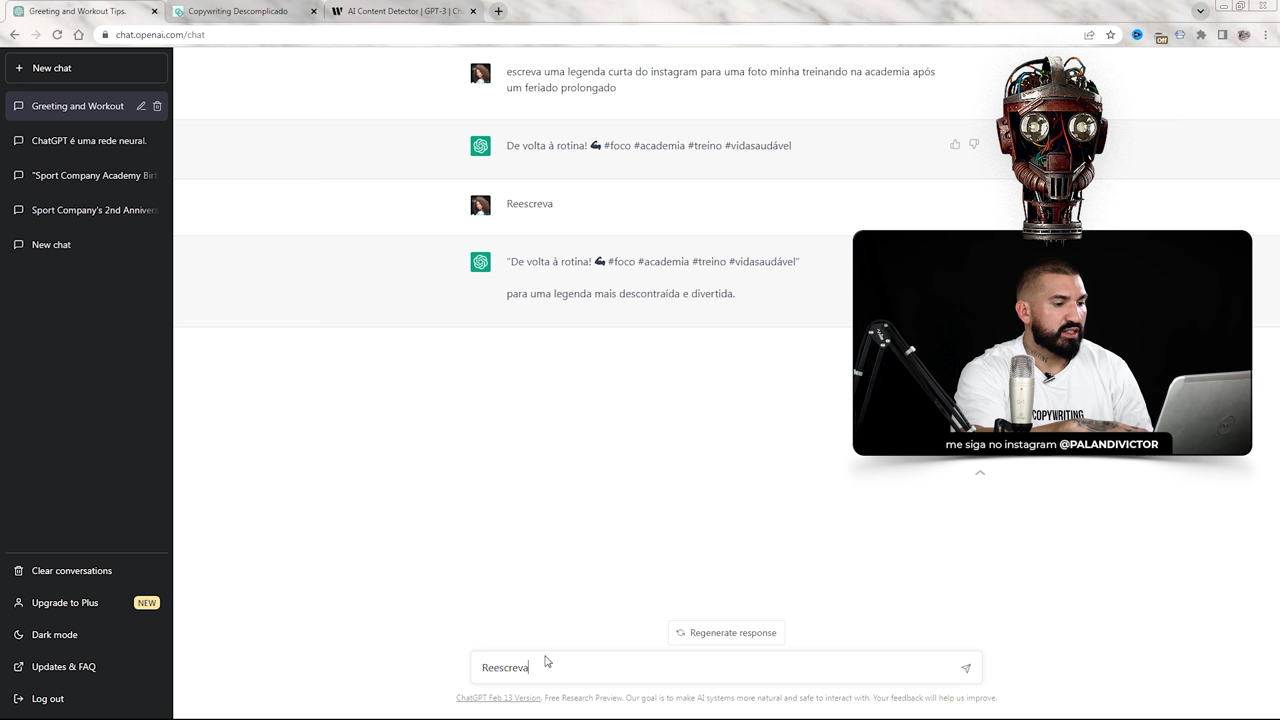 Greeting and Workout Tips.
Copywriting Descomplicado
AI Content Detector | GPT-3 | Ch
chat.openai.com/chat
Off
New chat
Greeting and Workout
ChatGPT é uma rede neural.
"Sport Company Academy Birt
Sport Company's 2nd Annivers
New chat
escreva uma legenda curta do instagram para uma foto minha treinando na academia após
um feriado prolongado
De volta à rotina! 💪 #foco #academia #treino #vidasaudável
Reescreva
"De volta à rotina! 💪 #foco #academia #treino #vidasaudável"
para uma legenda mais descontraída e divertida.
COPYWRITING
me siga no instagram @PALANDIVICTOR
Clear conversations
Upgrade to Plus NEW
Dark mode
Updates & FAQ
Log out
Regenerate response
Reescreva
ChatGPT Feb 13 Version. Free Research Preview. Our goal is to make AI systems more natural and safe to interact with. Your feedback will help us improve.